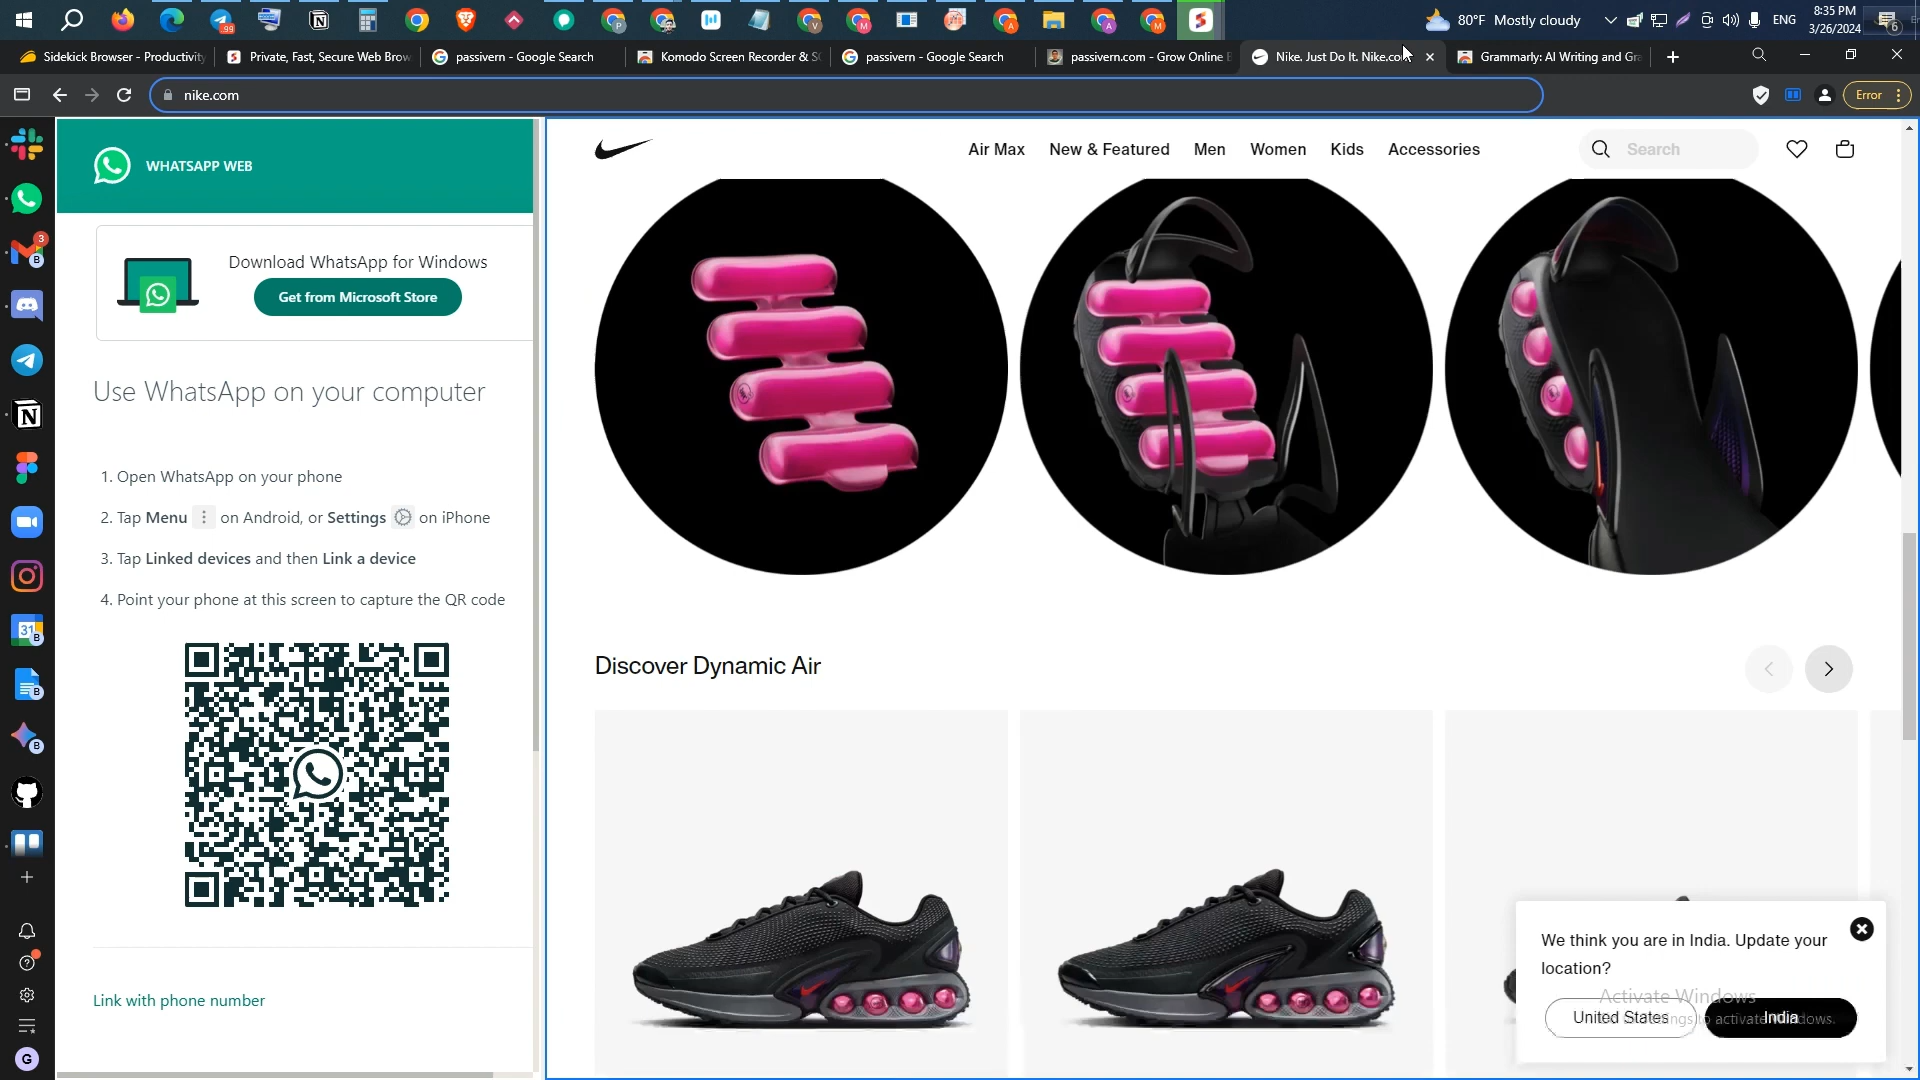 80°F Mostly cloudy
ENG
8:35 PM
3/26/2024
6
99
Sidekick Browser - Productivity
Private, Fast, Secure Web Brow
passivern - Google Search
Komodo Screen Recorder & S
passivern - Google Search
passivern.com - Grow Online B
Nike. Just Do It. Nike.co
Grammarly: AI Writing and Gra
nike.com
Error
WHATSAPP WEB
Download WhatsApp for Windows
Get from Microsoft Store
Use WhatsApp on your computer
1. Open WhatsApp on your phone
2. Tap Menu on Android, or Settings on iPhone
3. Tap Linked devices and then Link a device
4. Point your phone at this screen to capture the QR code
Link with phone number
3
B
31
B
B
B
G
Air Max
New & Featured
Men
Women
Kids
Accessories
Search
Discover Dynamic Air
We think you are in India. Update your
location?
Activate Windows
United States
India